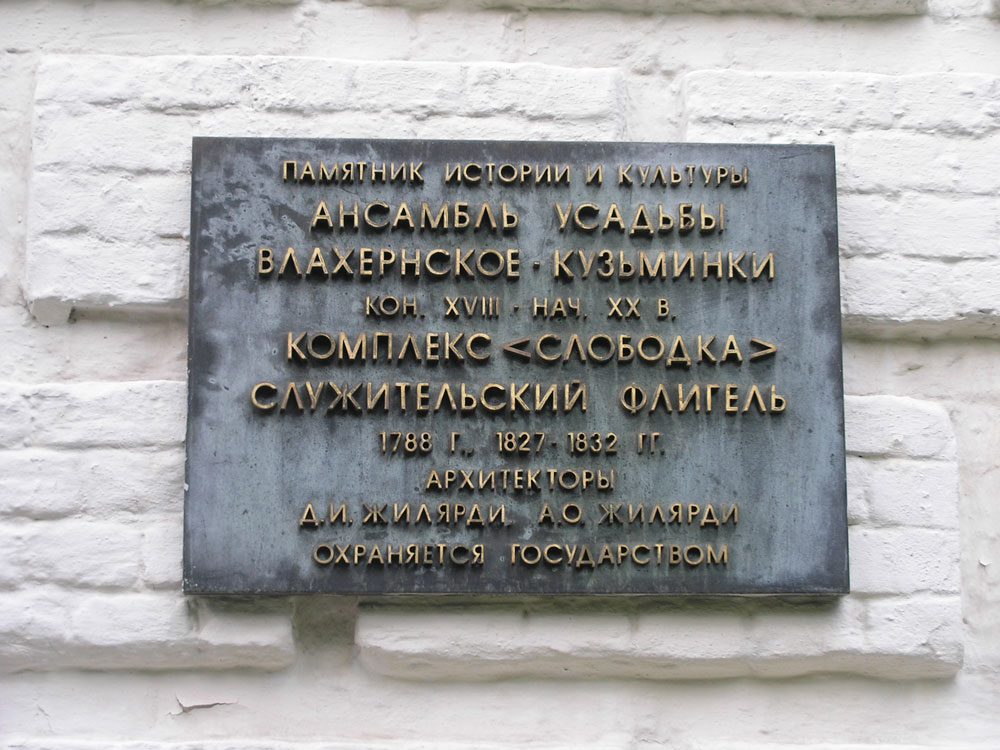 ПАМЯТНИК ИСТОРИИ И КУЛЬТУРЫ
АНСАМБЛЬ УСАДЬБЫ
ВЛАХЕРНСКОЕ - КУЗЬМИНКИ
КОН. XVIII - НАЧ. XX В.
КОМПЛЕКС <СЛОБОДКА>
СЛУЖИТЕЛЬСКИЙ ФЛИГЕЛЬ
1788 Г., 1827 - 1832 ГГ.
АРХИТЕКТОРЫ
Д.И. ЖИЛЯРДИ. А.О. ЖИЛЯРДИ
ОХРАНЯЕТСЯ ГОСУДАРСТВОМ